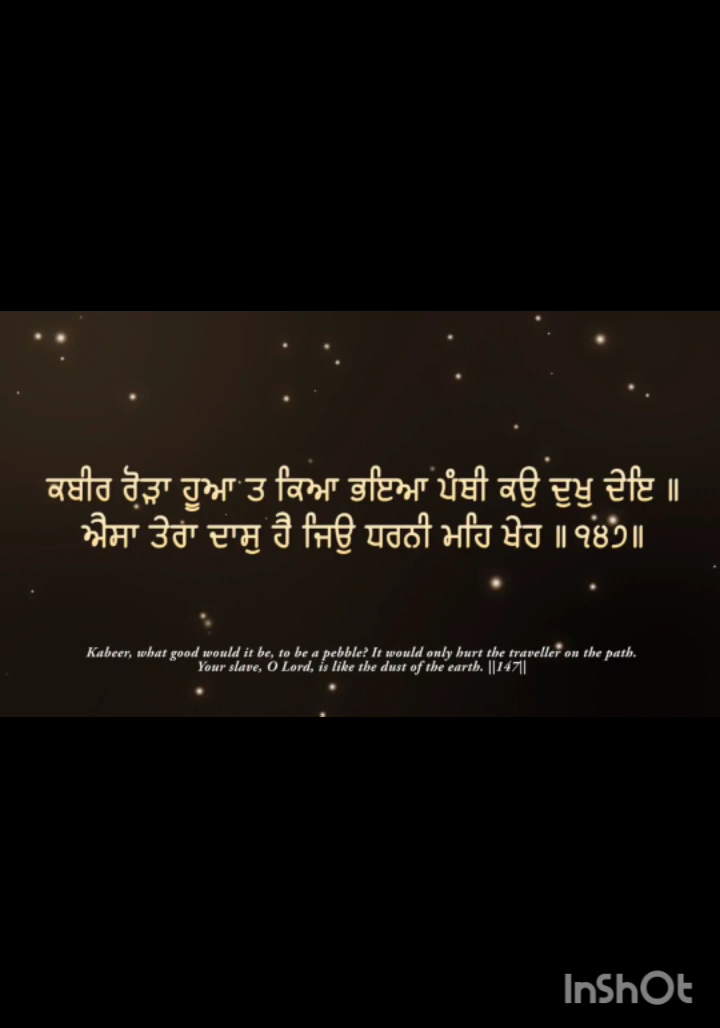 ਕਬੀਰ ਰੋੜਾ ਹੂਆ ਤ ਕਿਆ ਭਇਆ ਪੰਥੀ ਕਉ ਦੁਖੁ ਦੇਇ ॥
ਐਸਾ ਤੇਰਾ ਦਾਸੁ ਹੈ ਜਿਉ ਧਰਨੀ ਮਹਿ ਖੇਹ ॥੧੪੭॥
Kabeer, what good would it be, to be a pebble? It would only hurt the traveller on the path.
Your slave, O Lord, is like the dust of the earth. ||147||
InShOt